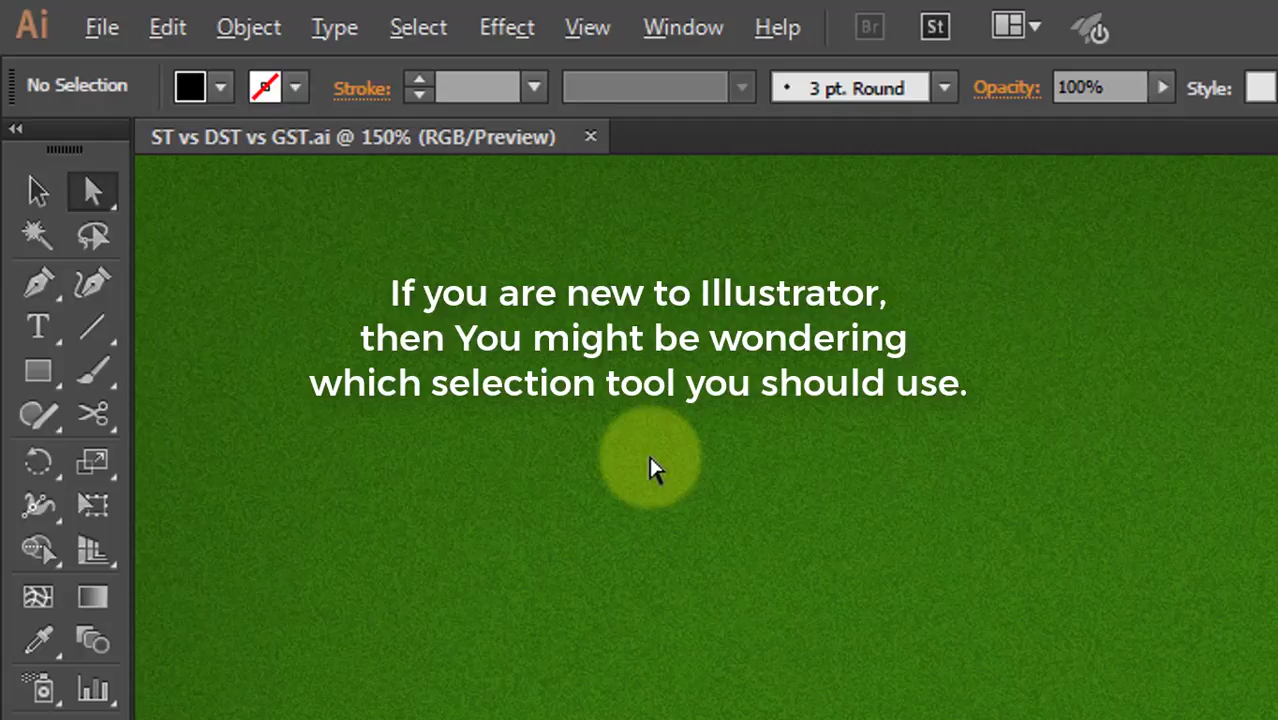 Ai File Edit Object Type Select Effect View Window Help Br St
No Selection Stroke: 3 pt. Round Opacity: 100% Style:
ST vs DST vs GST.ai @ 150% (RGB/Preview)
If you are new to Illustrator,
then You might be wondering
which selection tool you should use.